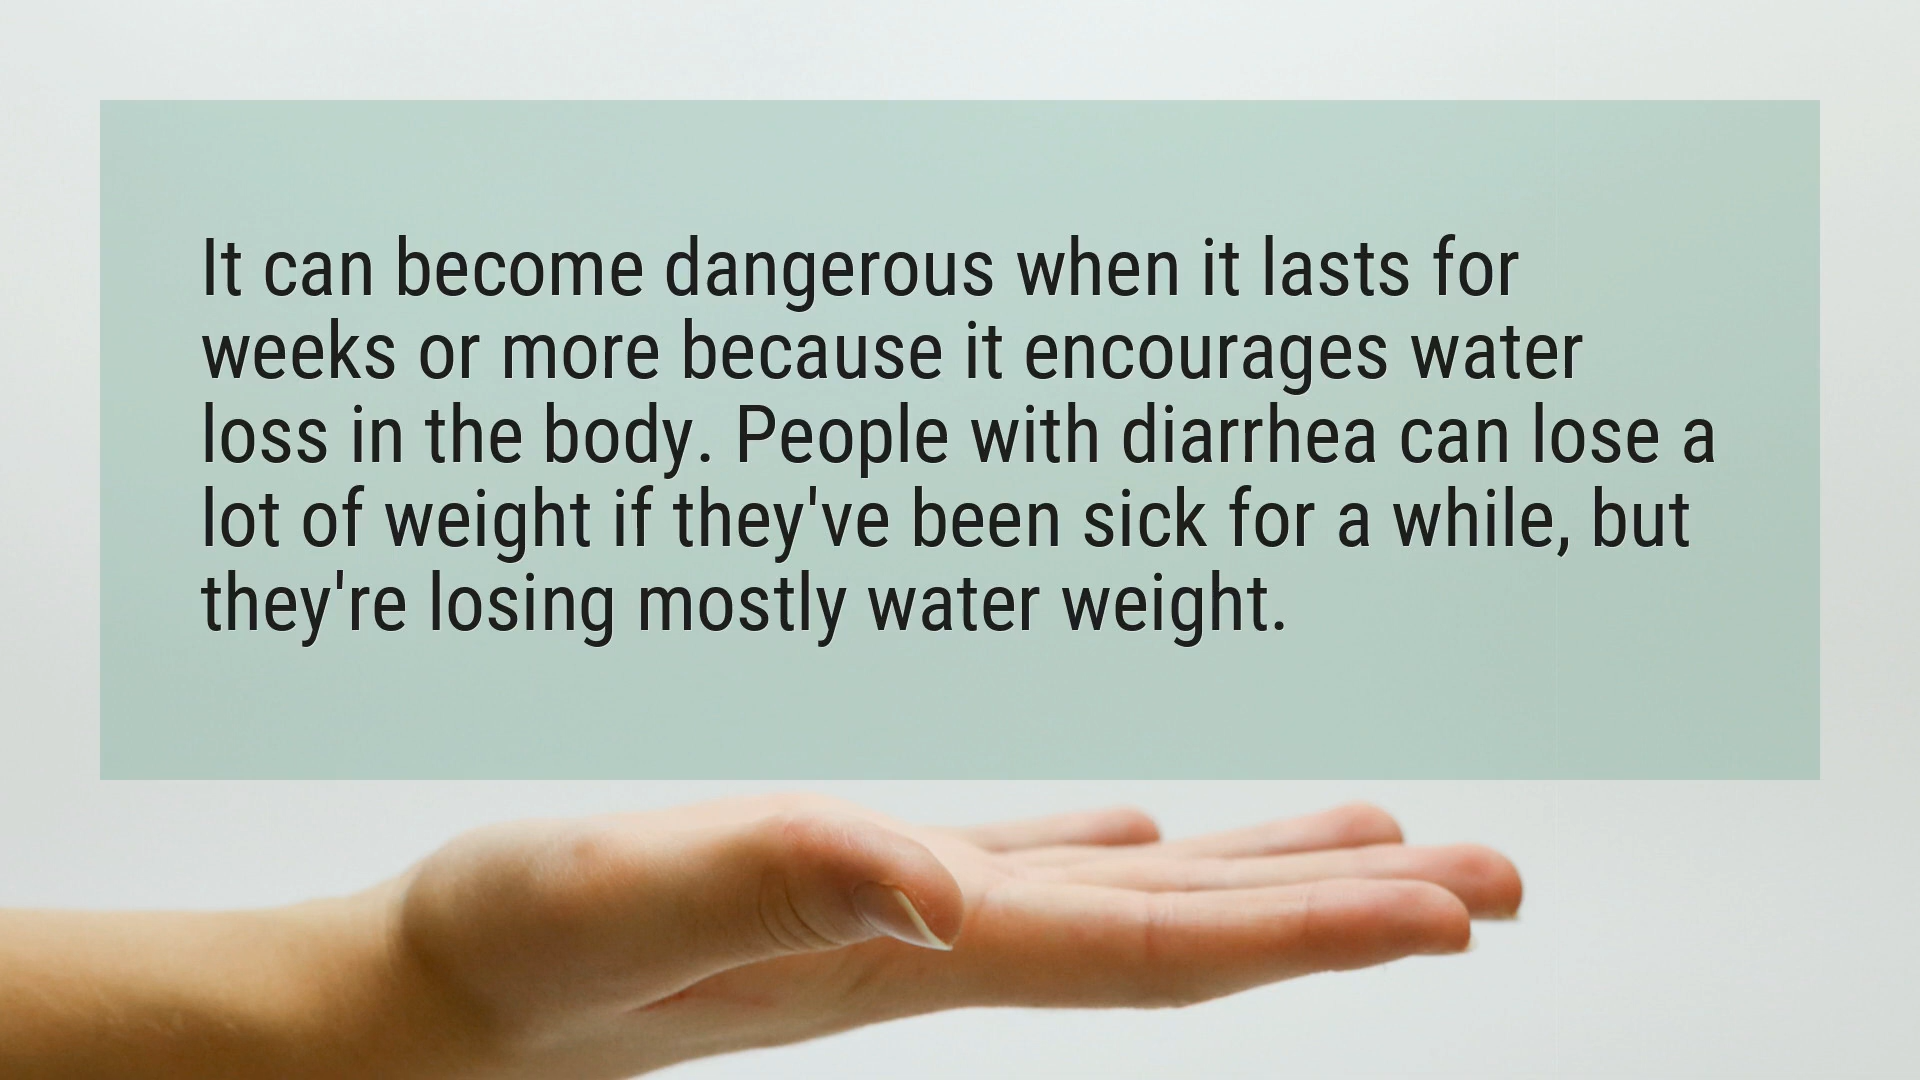 It can become dangerous when it lasts for
weeks or more because it encourages water
loss in the body. People with diarrhea can lose a
lot of weight if they've been sick for a while, but
they're losing mostly water weight.